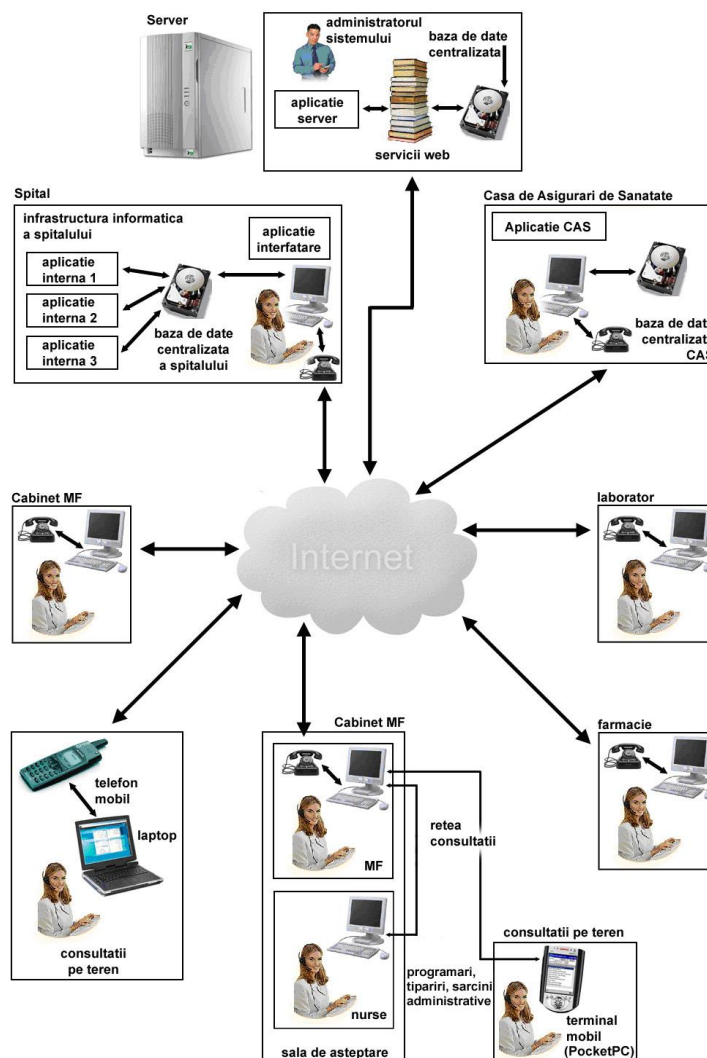 Server
administratorul
sistemului
baza de date
centralizata
aplicatie
server
servicii web
Spital
infrastructura informatica
a spitalului
aplicatie
interfatare
aplicatie
interna 1
aplicatie
interna 2
aplicatie
interna 3
baza de date
centralizata
a spitalului
Casa de Asigurari de Sanatate
Aplicatie CAS
baza de date
centralizata
CAS
Internet
Cabinet MF
laborator
telefon
mobil
laptop
consultatii
pe teren
Cabinet MF
MF
retea
consultatii
nurse
programari,
tipariri, sarcini
administrative
sala de asteptare
farmacie
consultatii pe teren
terminal
mobil
(PocketPC)